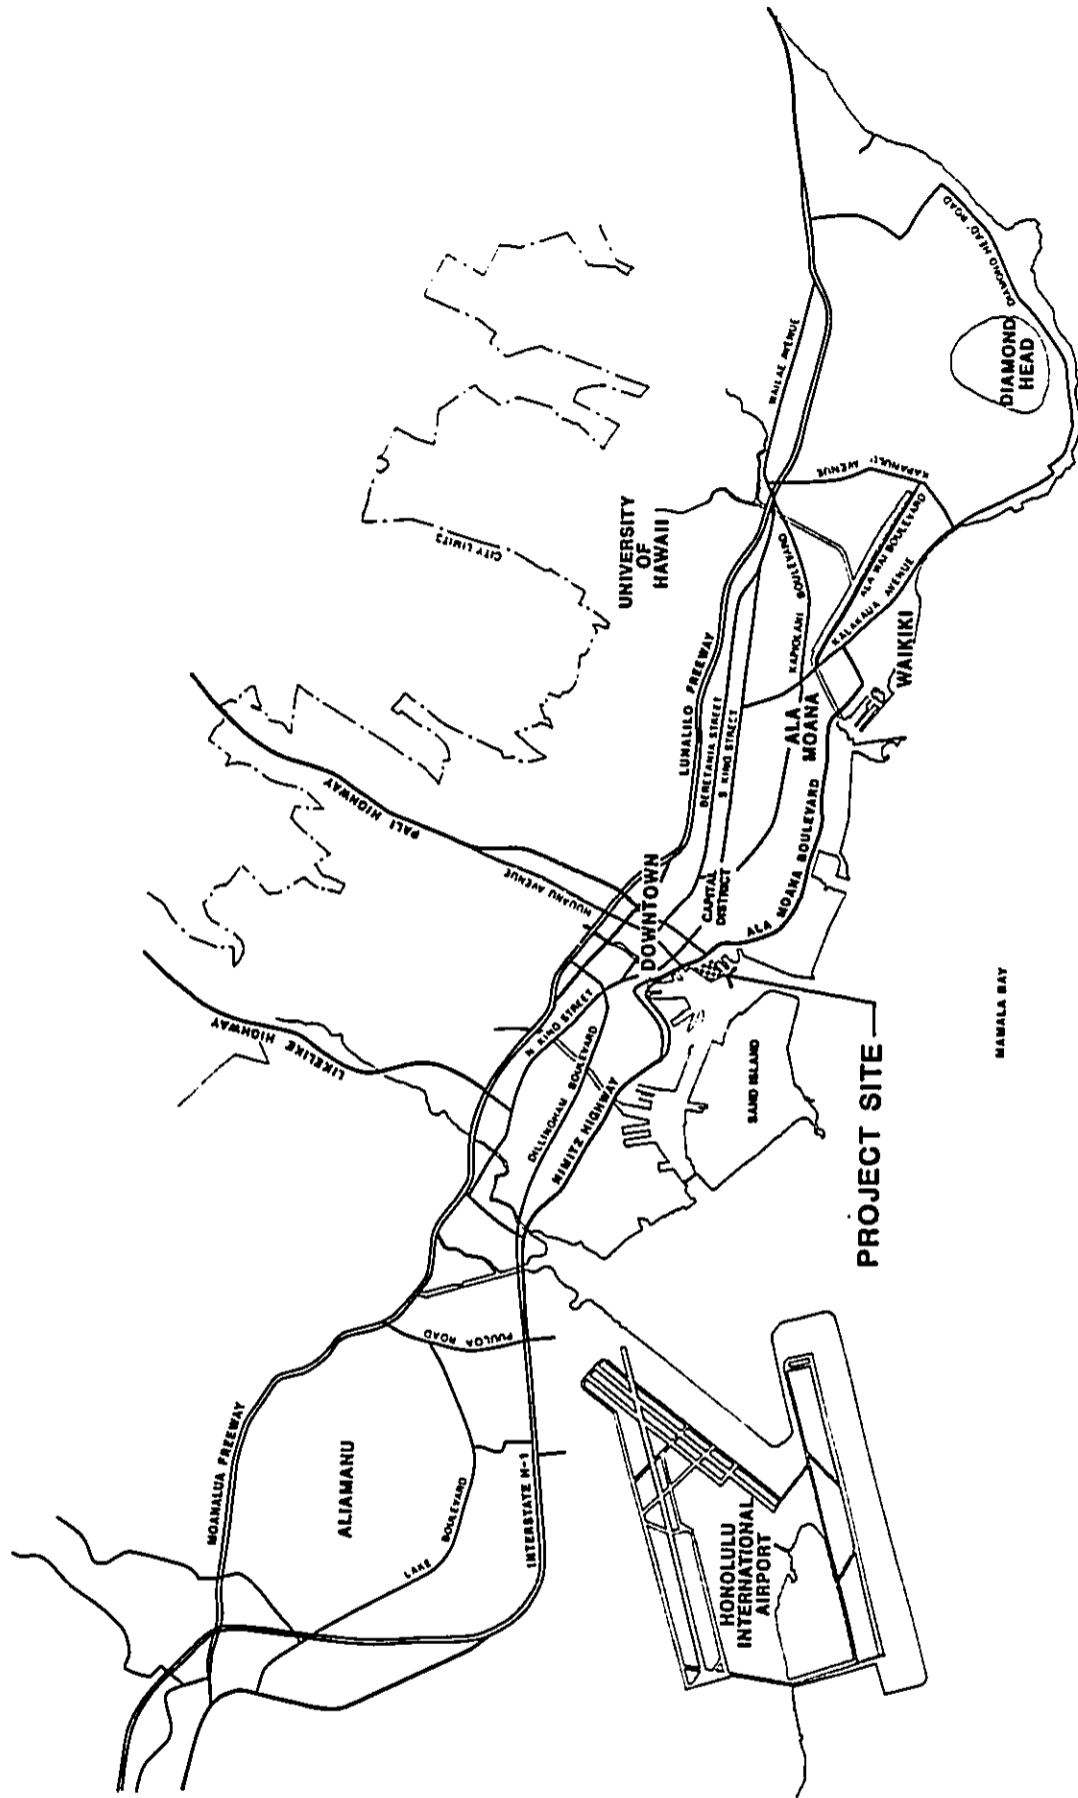 MOANALUA FREEWAY
ALIAMANU
LAKE BOULEVARD
INTERSTATE H-1
PUULOA ROAD
HONOLULU
INTERNATIONAL
AIRPORT
LIKELIKE HIGHWAY
PALI HIGHWAY
NUUANU AVENUE
N KING STREET
DILLINGHAM BOULEVARD
NIMITZ HIGHWAY
SAND ISLAND
PROJECT SITE
MAMALA BAY
DOWNTOWN
CAPITAL
DISTRICT
ALA MOANA BOULEVARD
LUNALILO FREEWAY
BERETANIA STREET
S KING STREET
ALA
MOANA
KAPIOLANI BOULEVARD
CITY LIMITS
UNIVERSITY
OF
HAWAII
WAIKIKI
KALAKAUA AVENUE
ALA WAI BOULEVARD
AVENUE
WAILAE AVENUE
DIAMOND
HEAD
DIAMOND HEAD ROAD